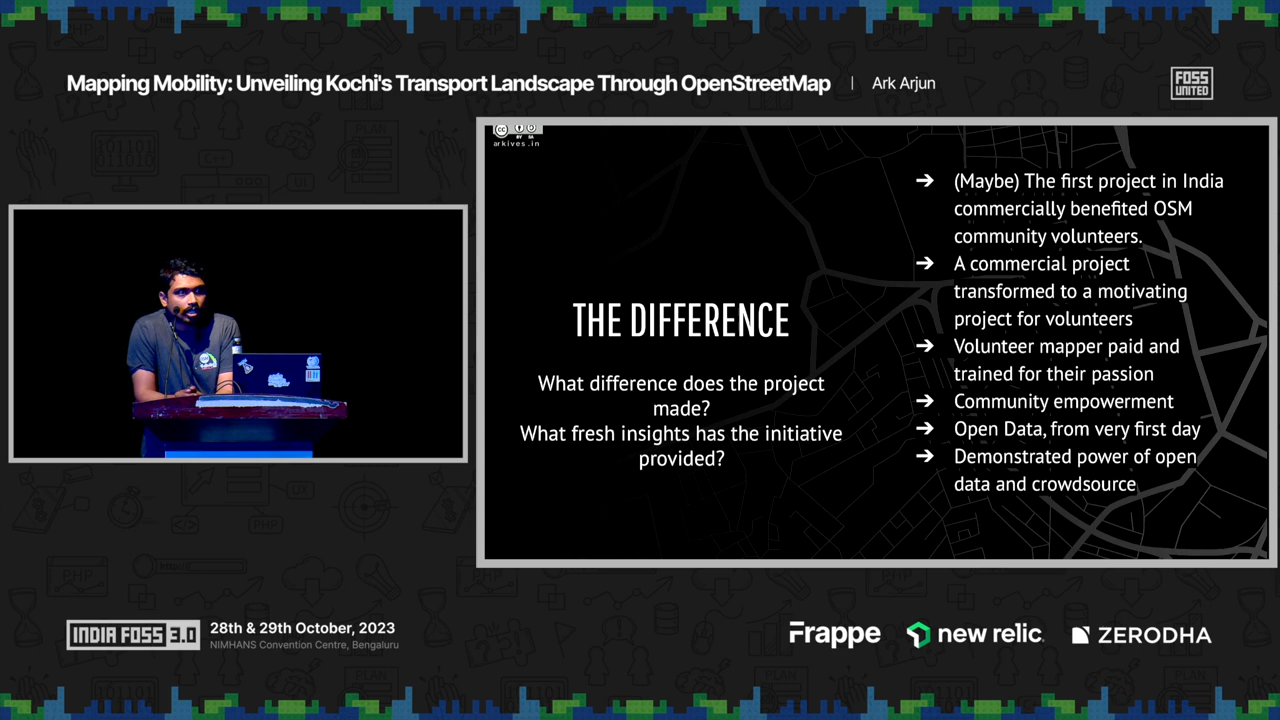 Mapping Mobility: Unveiling Kochi's Transport Landscape Through OpenStreetMap | Ark Arjun
FOSS
UNITED
CC BY SA
arkives.in
THE DIFFERENCE
What difference does the project
made?
What fresh insights has the initiative
provided?
➔ (Maybe) The first project in India
commercially benefited OSM
community volunteers.
➔ A commercial project
transformed to a motivating
project for volunteers
➔ Volunteer mapper paid and
trained for their passion
➔ Community empowerment
➔ Open Data, from very first day
➔ Demonstrated power of open
data and crowdsource
INDIA FOSS 3.0
28th & 29th October, 2023
NIMHANS Convention Centre, Bengaluru
Frappe
new relic
ZERODHA